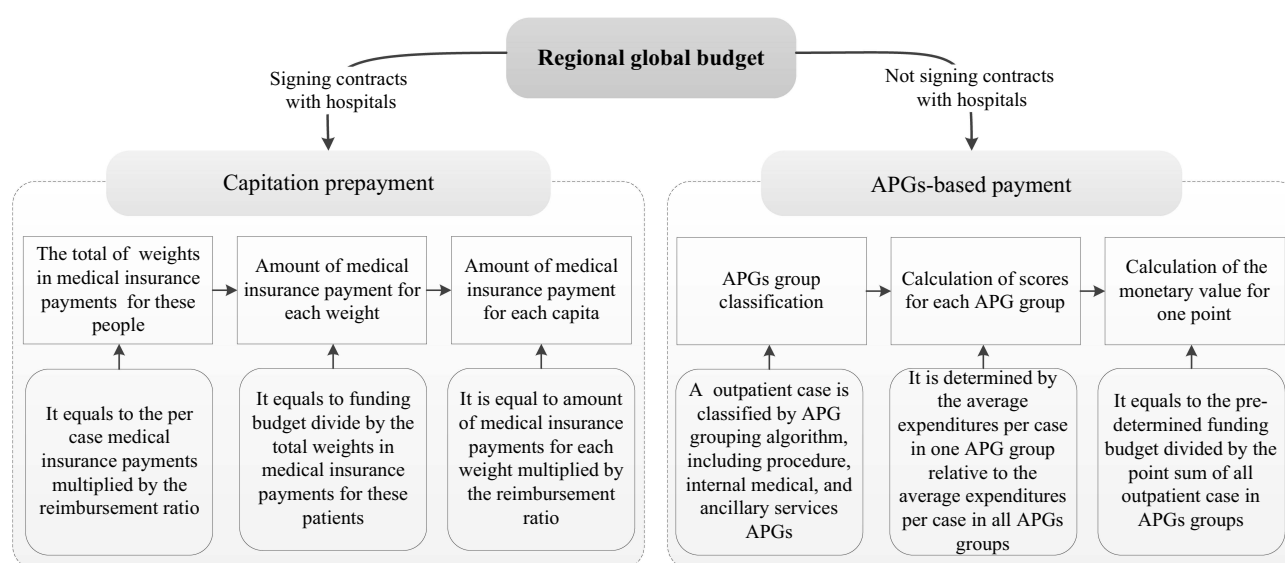 Regional global budget
Signing contracts
with hospitals
Not signing contracts
with hospitals
Capitation prepayment
The total of weights
in medical insurance
payments for these
people
Amount of medical
insurance payment for
each weight
Amount of medical
insurance payment
for each capita
It equals to the per
case medical
insurance payments
multiplied by the
reimbursement ratio
It equals to funding
budget divide by the
total weights in
medical insurance
payments for these
patients
It is equal to amount
of medical insurance
payments for each
weight multiplied by
the reimbursement
ratio
APGs-based payment
APGs group
classification
Calculation of scores
for each APG group
Calculation of the
monetary value for
one point
A outpatient case is
classified by APG
grouping algorithm,
including procedure,
internal medical, and
ancillary services
APGs
It is determined by
the average
expenditures per case
in one APG group
relative to the
average expenditures
per case in all APGs
groups
It equals to the pre-
determined funding
budget divided by the
point sum of all
outpatient case in
APGs groups